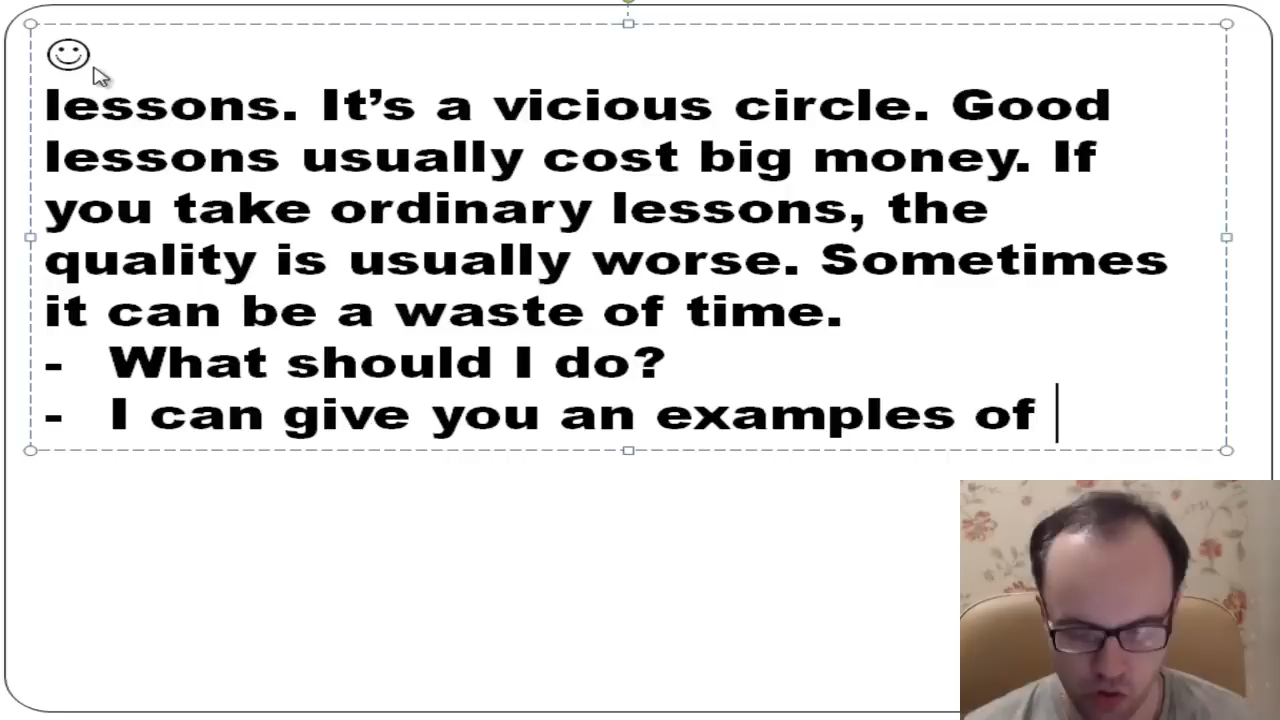 lessons. It’s a vicious circle. Good
lessons usually cost big money. If
you take ordinary lessons, the
quality is usually worse. Sometimes
it can be a waste of time.
- What should I do?
- I can give you an examples of